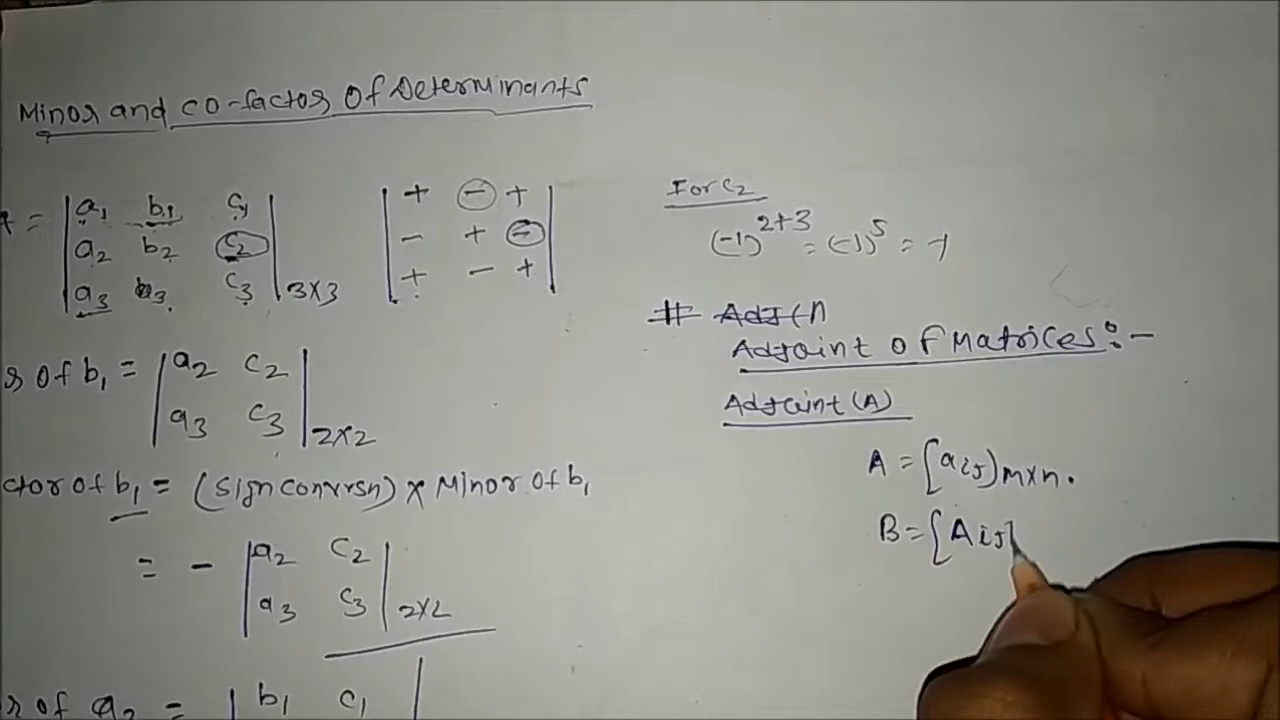 Minor and co-factor Of Determinants
= | a1 b1 c1 |
| a2 b2 c2 |
| a3 b3 c3 | 3x3
| + - + |
| - + - |
| + - + |
r of b1 = | a2 c2 |
| a3 c3 | 2x2
ctor of b1 = (Sign convrsn) x Minor of b1
= - | a2 c2 |
| a3 c3 | 2x2
r of a2 = | b1 c1 |
For c2
(-1)^2+3 = (-1)^5 = -1
# Adj(n
Adjoint of Matrices :-
Adjoint (A)
A = [aij) mxn.
B = [Aij]